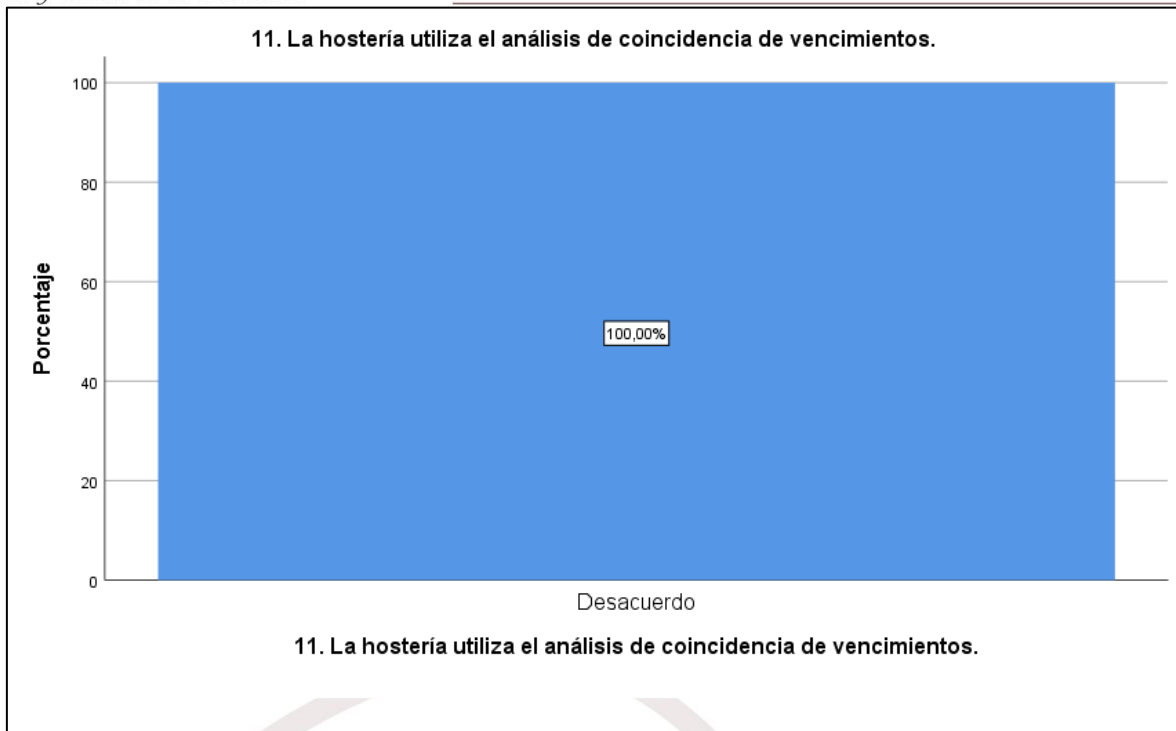 11. La hostería utiliza el análisis de coincidencia de vencimientos.
100
80
60
40
20
0
Porcentaje
100,00%
Desacuerdo
11. La hostería utiliza el análisis de coincidencia de vencimientos.